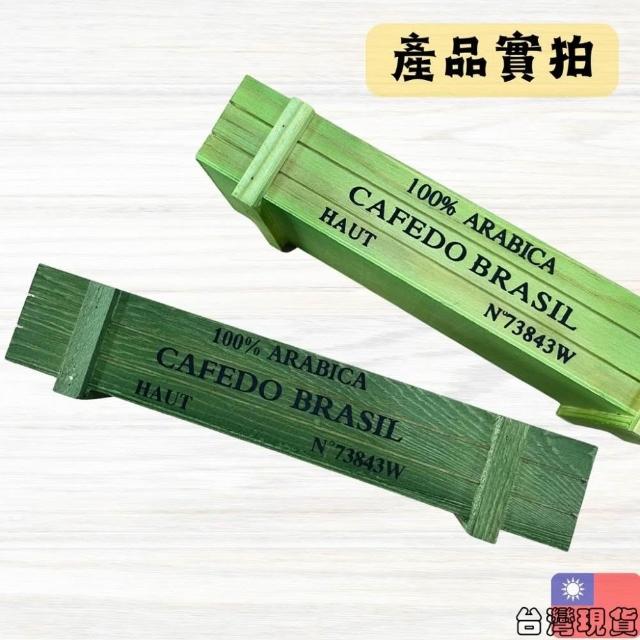 產品實拍
100% ARABICA
CAFEDO BRASIL
HAUT
N°73843W
100% ARABICA
CAFEDO BRASIL
HAUT
N°73843W
台灣現貨